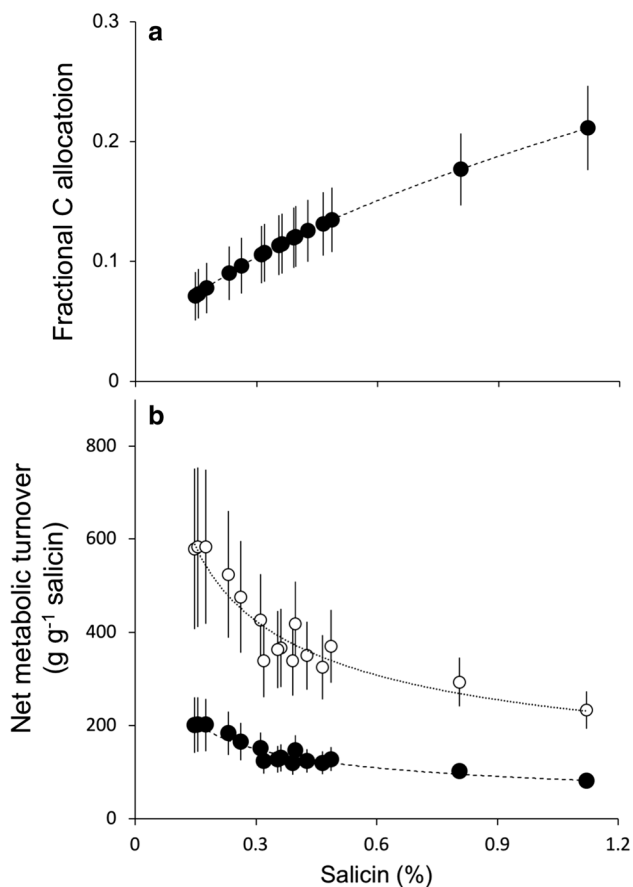 a
0.3
0.2
0.1
0
Fractional C allocatoion
b
800
600
400
200
0
Net metabolic turnover
(g g⁻¹ salicin)
0 0.3 0.6 0.9 1.2
Salicin (%)